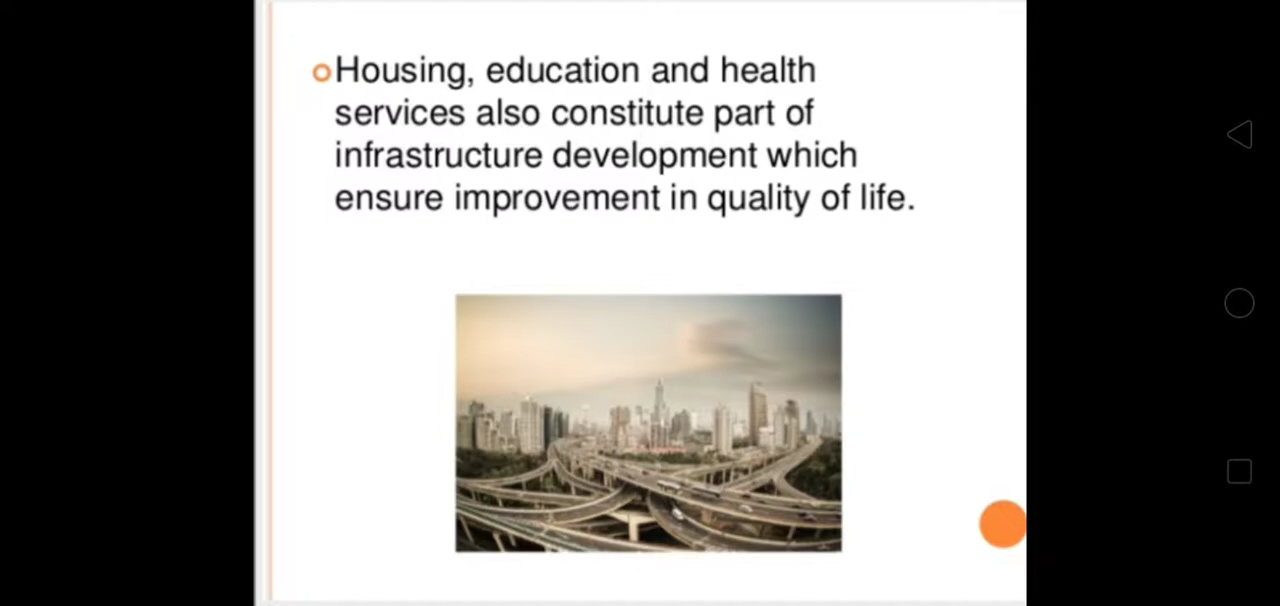 Housing, education and health
services also constitute part of
infrastructure development which
ensure improvement in quality of life.